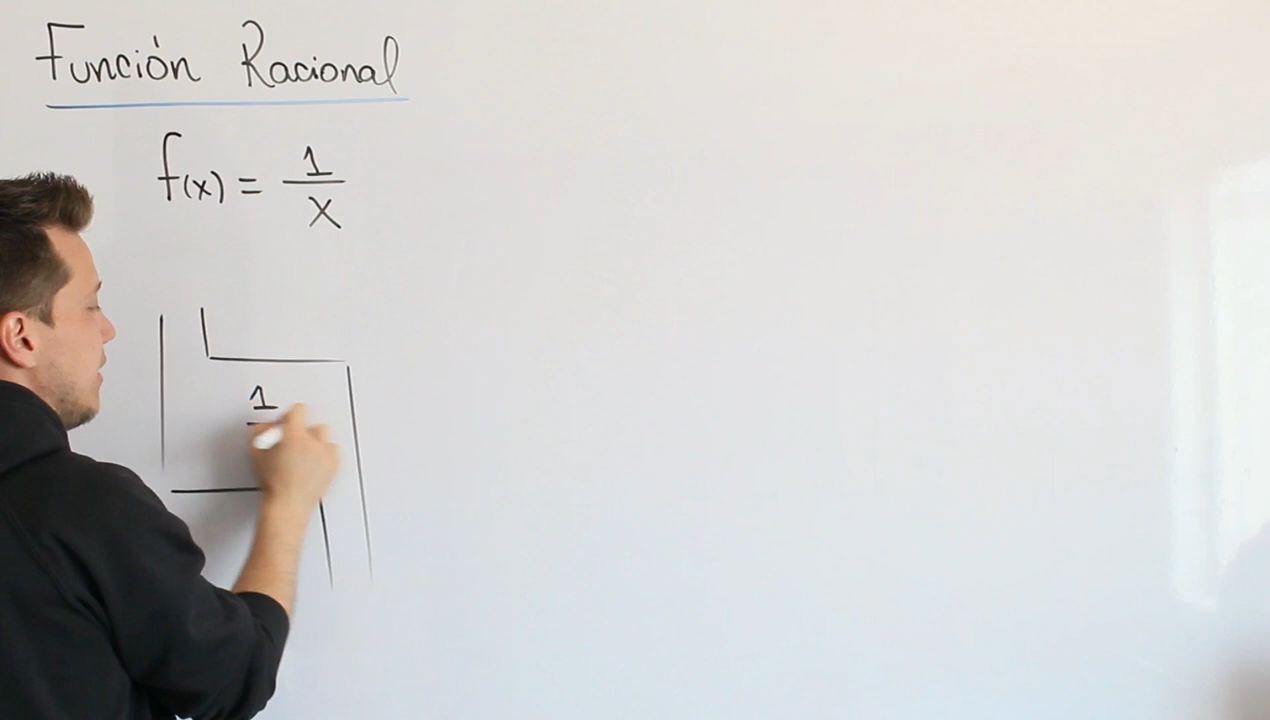 Función Racional
f(x) = 1/x
1